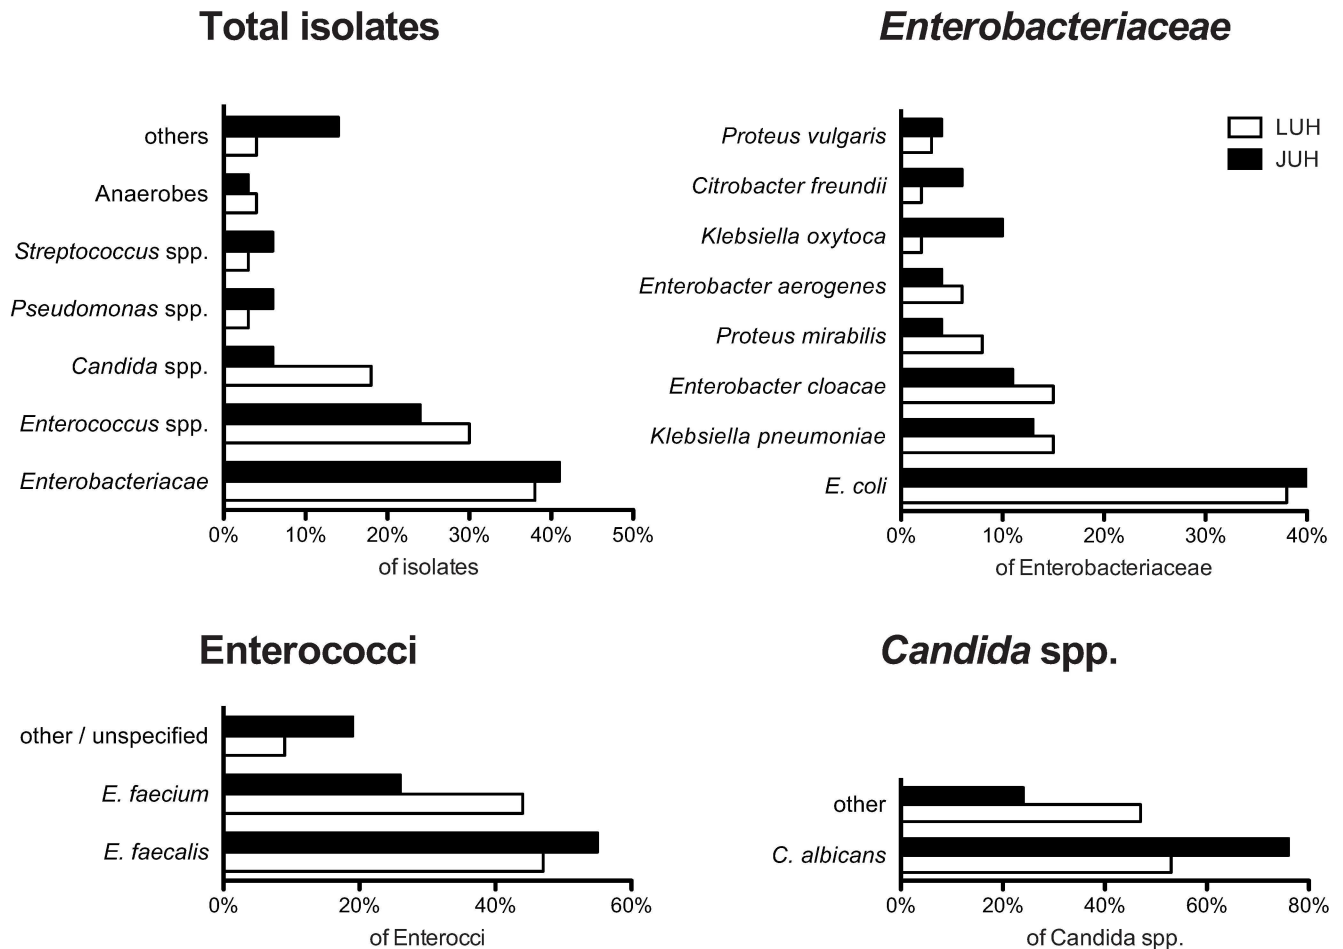 Total isolates
others
Anaerobes
Streptococcus spp.
Pseudomonas spp.
Candida spp.
Enterococcus spp.
Enterobacteriacae
0% 10% 20% 30% 40% 50%
of isolates
Enterobacteriaceae
LUH
JUH
Proteus vulgaris
Citrobacter freundii
Klebsiella oxytoca
Enterobacter aerogenes
Proteus mirabilis
Enterobacter cloacae
Klebsiella pneumoniae
E. coli
0% 10% 20% 30% 40%
of Enterobacteriaceae
Enterococci
other / unspecified
E. faecium
E. faecalis
0% 20% 40% 60%
of Enterocci
Candida spp.
other
C. albicans
0% 20% 40% 60% 80%
of Candida spp.